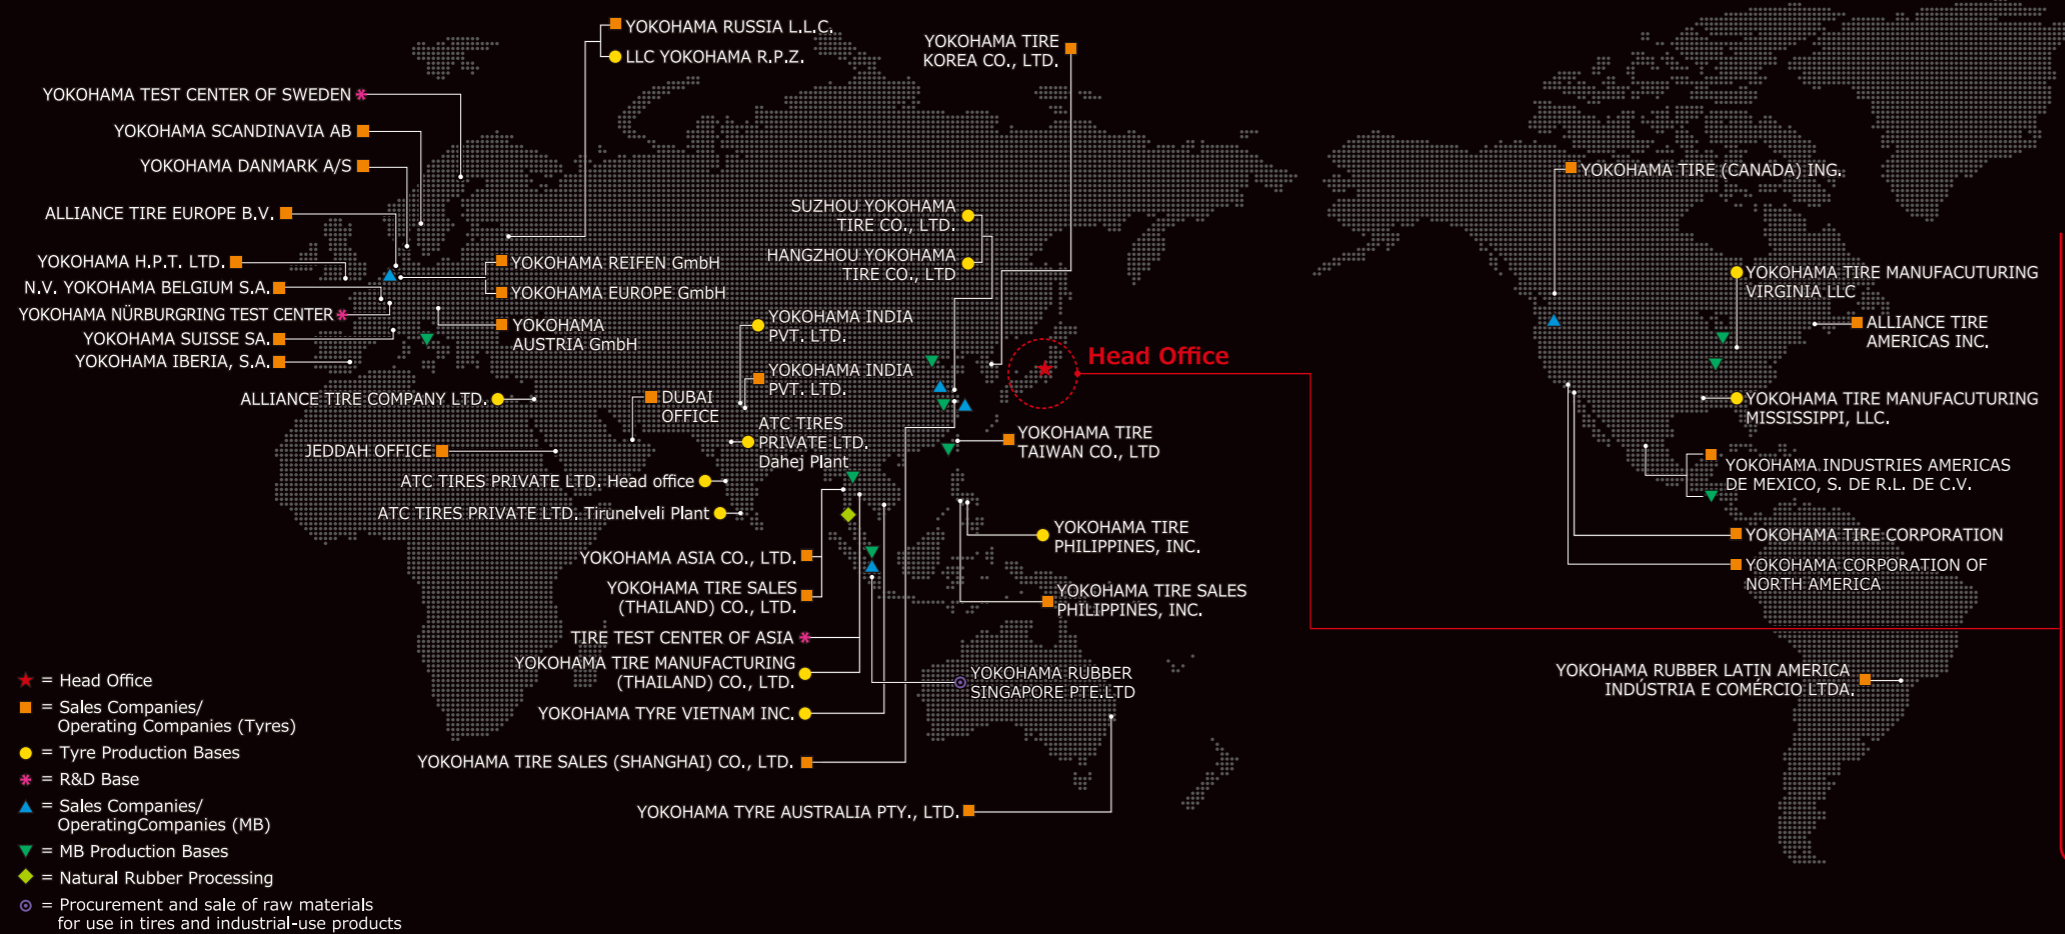 YOKOHAMA RUSSIA L.L.C.
LLC YOKOHAMA R.P.Z.
YOKOHAMA TIRE
KOREA CO., LTD.
YOKOHAMA TEST CENTER OF SWEDEN
YOKOHAMA SCANDINAVIA AB
YOKOHAMA DANMARK A/S
ALLIANCE TIRE EUROPE B.V.
YOKOHAMA H.P.T. LTD.
N.V. YOKOHAMA BELGIUM S.A.
YOKOHAMA NÜRBURGRING TEST CENTER
YOKOHAMA SUISSE SA.
YOKOHAMA IBERIA, S.A.
YOKOHAMA REIFEN GmbH
YOKOHAMA EUROPE GmbH
YOKOHAMA
AUSTRIA GmbH
SUZHOU YOKOHAMA
TIRE CO., LTD.
HANGZHOU YOKOHAMA
TIRE CO., LTD
YOKOHAMA INDIA
PVT. LTD.
YOKOHAMA INDIA
PVT. LTD.
Head Office
ALLIANCE TIRE COMPANY LTD.
DUBAI
OFFICE
JEDDAH OFFICE
ATC TIRES
PRIVATE LTD.
Dahej Plant
ATC TIRES PRIVATE LTD. Head office
ATC TIRES PRIVATE LTD. Tirunelveli Plant
YOKOHAMA TIRE
TAIWAN CO., LTD
YOKOHAMA TIRE
PHILIPPINES, INC.
YOKOHAMA TIRE SALES
PHILIPPINES, INC.
YOKOHAMA ASIA CO., LTD.
YOKOHAMA TIRE SALES
(THAILAND) CO., LTD.
TIRE TEST CENTER OF ASIA
YOKOHAMA TIRE MANUFACTURING
(THAILAND) CO., LTD.
YOKOHAMA TYRE VIETNAM INC.
YOKOHAMA RUBBER
SINGAPORE PTE.LTD
YOKOHAMA TIRE SALES (SHANGHAI) CO., LTD.
YOKOHAMA TYRE AUSTRALIA PTY., LTD.
YOKOHAMA TIRE (CANADA) ING.
YOKOHAMA TIRE MANUFACUTURING
VIRGINIA LLC
ALLIANCE TIRE
AMERICAS INC.
YOKOHAMA TIRE MANUFACUTURING
MISSISSIPPI, LLC.
YOKOHAMA INDUSTRIES AMERICAS
DE MEXICO, S. DE R.L. DE C.V.
YOKOHAMA TIRE CORPORATION
YOKOHAMA CORPORATION OF
NORTH AMERICA
YOKOHAMA RUBBER LATIN AMERICA
INDÚSTRIA E COMÉRCIO LTDA.
= Head Office
= Sales Companies/
Operating Companies (Tyres)
= Tyre Production Bases
= R&D Base
= Sales Companies/
OperatingCompanies (MB)
= MB Production Bases
= Natural Rubber Processing
= Procurement and sale of raw materials
for use in tires and industrial-use products